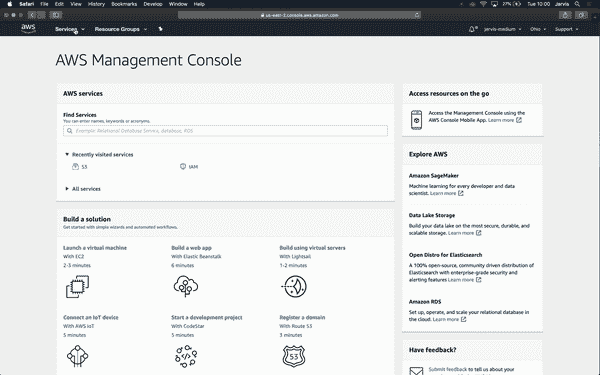 Safari File Edit View History Bookmarks Develop Window Help 27% Tue 10:00 Jarvis
us-east-2.console.aws.amazon.com
aws Services Resource Groups jarvis-medium Ohio Support
AWS Management Console
AWS services
Find Services
You can enter names, keywords or acronyms.
Example: Relational Database Service, database, RDS
Recently visited services
S3 IAM
All services
Build a solution
Get started with simple wizards and automated workflows.
Launch a virtual machine
With EC2
2-3 minutes
Build a web app
With Elastic Beanstalk
6 minutes
Build using virtual servers
With Lightsail
1-2 minutes
Connect an IoT device
With AWS IoT
5 minutes
Start a development project
With CodeStar
5 minutes
Register a domain
With Route 53
3 minutes
53
Access resources on the go
Access the Management Console using the
AWS Console Mobile App. Learn more
Explore AWS
Amazon SageMaker
Machine learning for every developer and data
scientist. Learn more
Data Lake Storage
Build your data lake on the most secure, durable, and
scalable storage. Learn more
Open Distro for Elasticsearch
A 100% open-source, community driven distribution of
Elasticsearch with enterprise-grade security and
alerting features Learn more
Amazon RDS
Set up, operate, and scale your relational database in
the cloud. Learn more
Have feedback?
Submit feedback to tell us about your